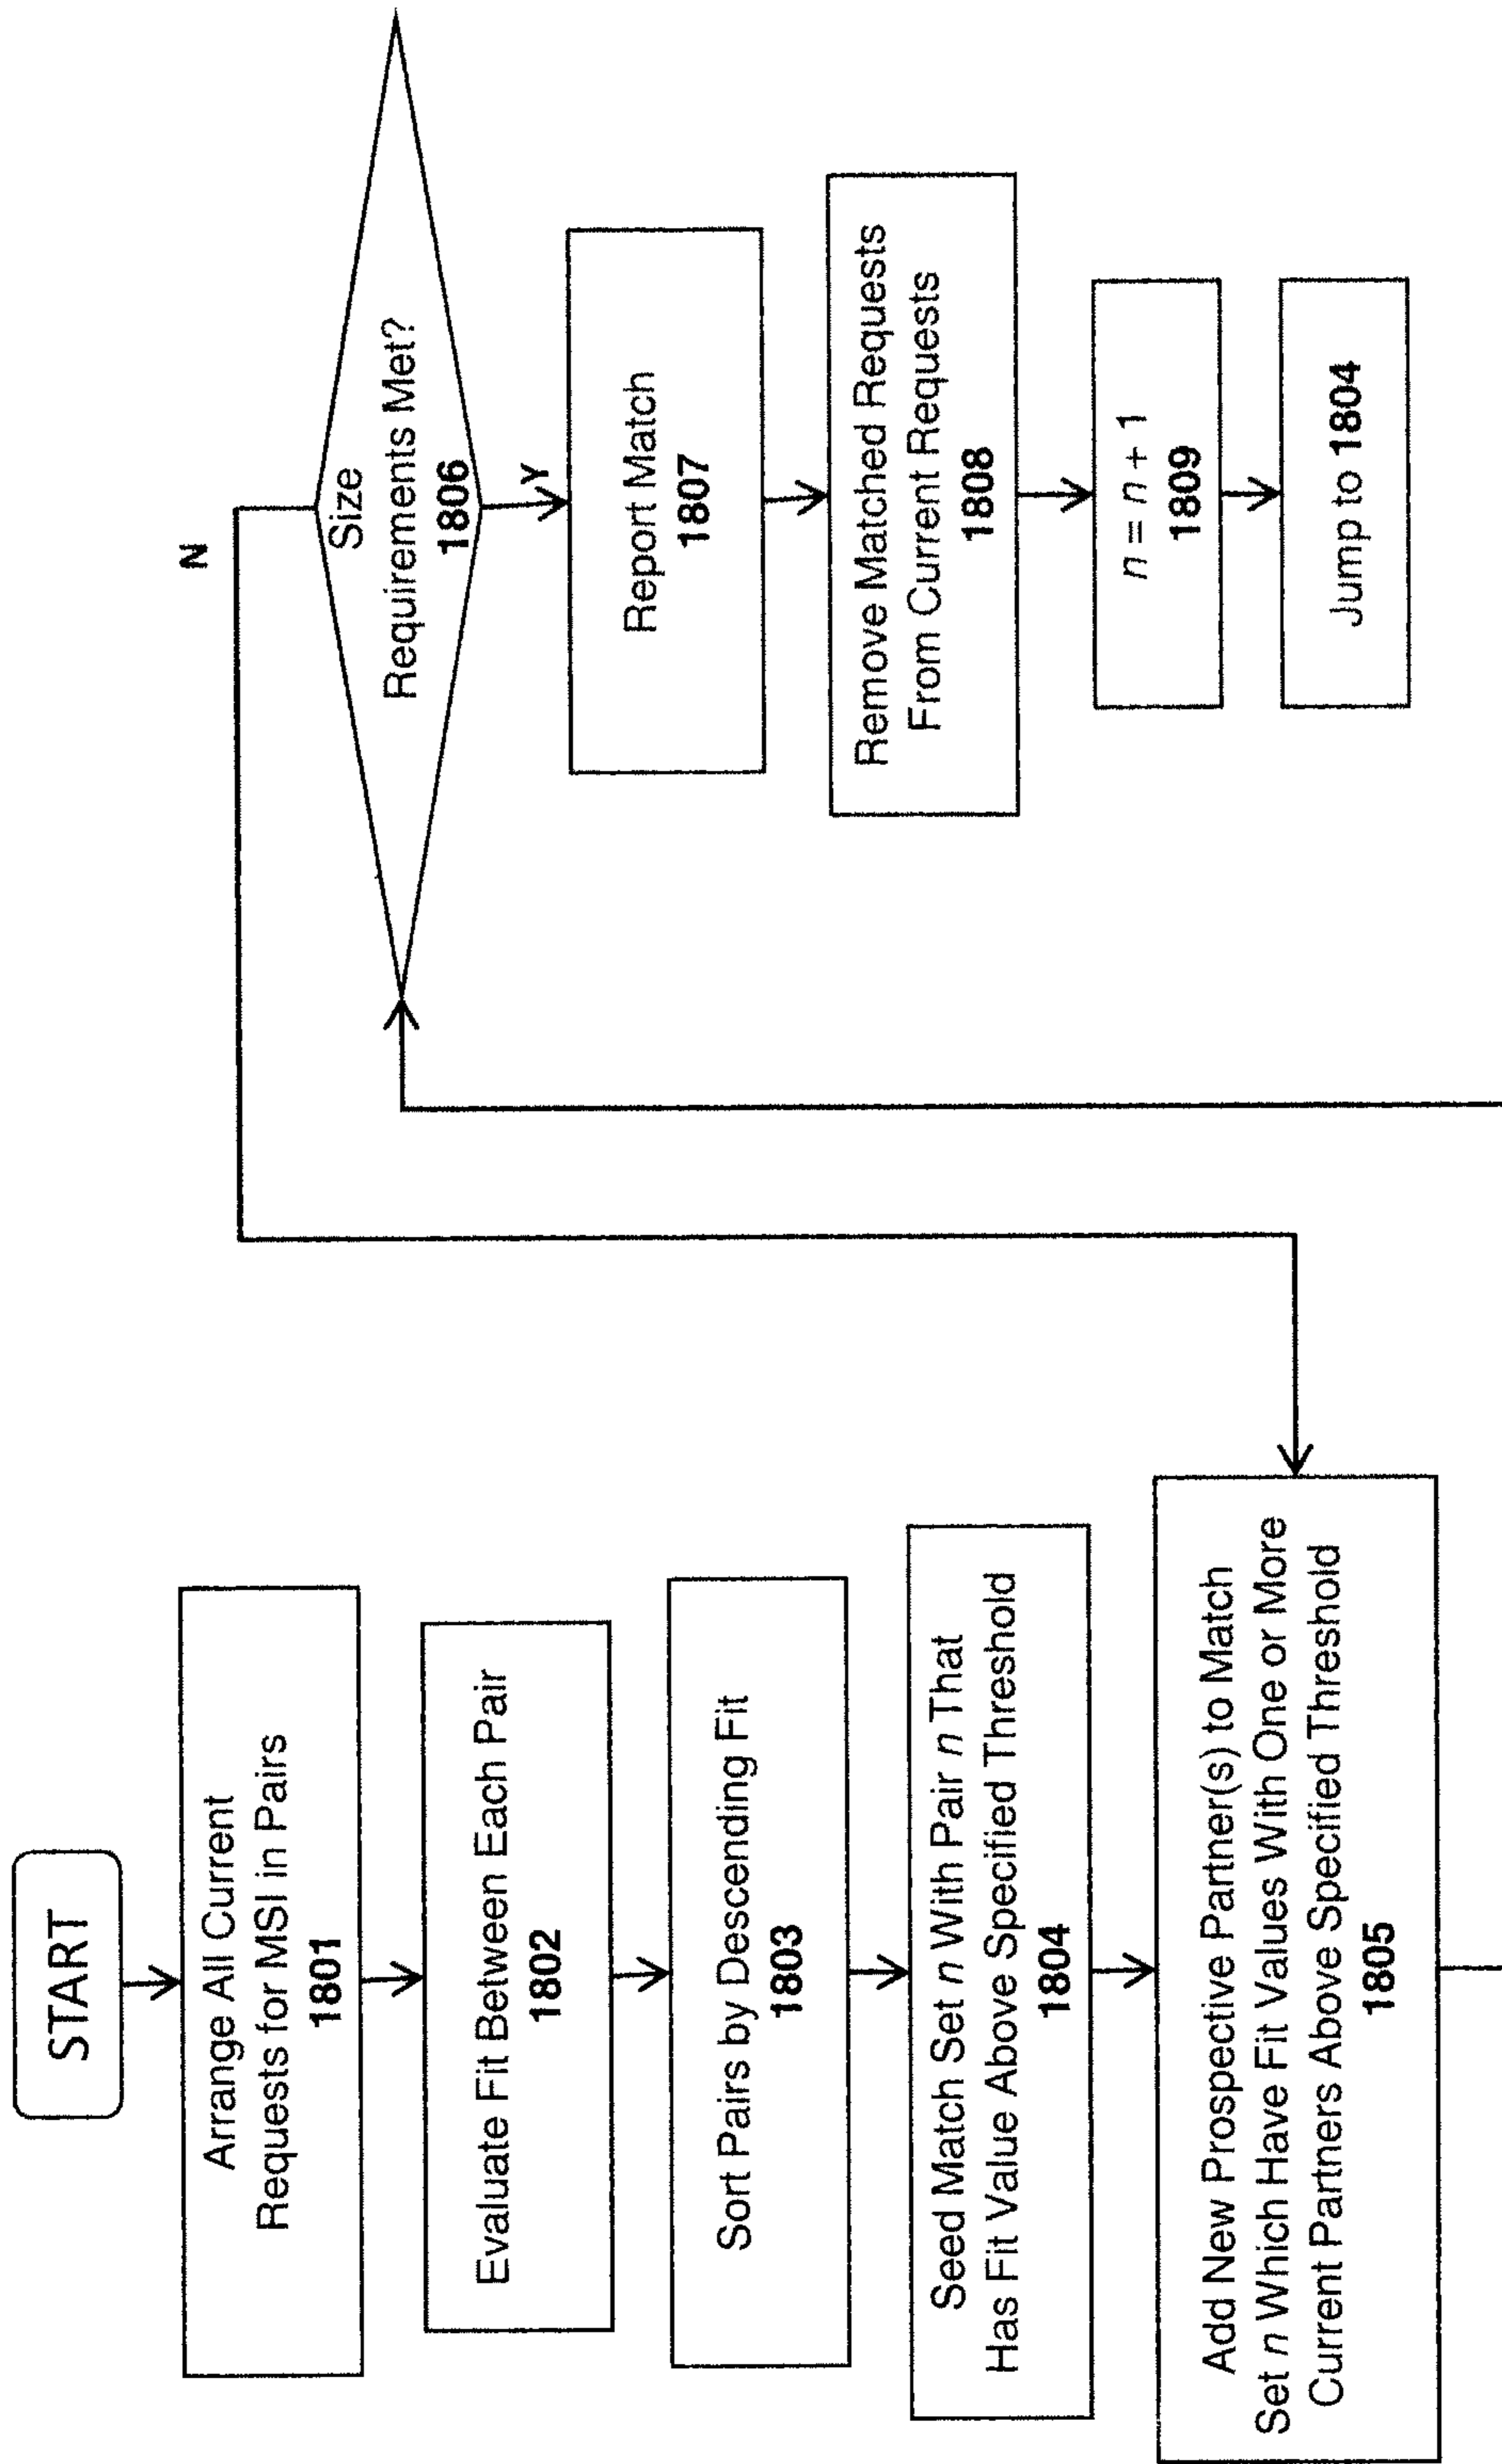 START
Arrange All Current
Requests for MSI in Pairs
1801
Evaluate Fit Between Each Pair
1802
Sort Pairs by Descending Fit
1803
Seed Match Set n With Pair n That
Has Fit Value Above Specified Threshold
1804
Add New Prospective Partner(s) to Match
Set n Which Have Fit Values With One or More
Current Partners Above Specified Threshold
1805
N
Size
Requirements Met?
1806
Y
Report Match
1807
Remove Matched Requests
From Current Requests
1808
n = n + 1
1809
Jump to 1804